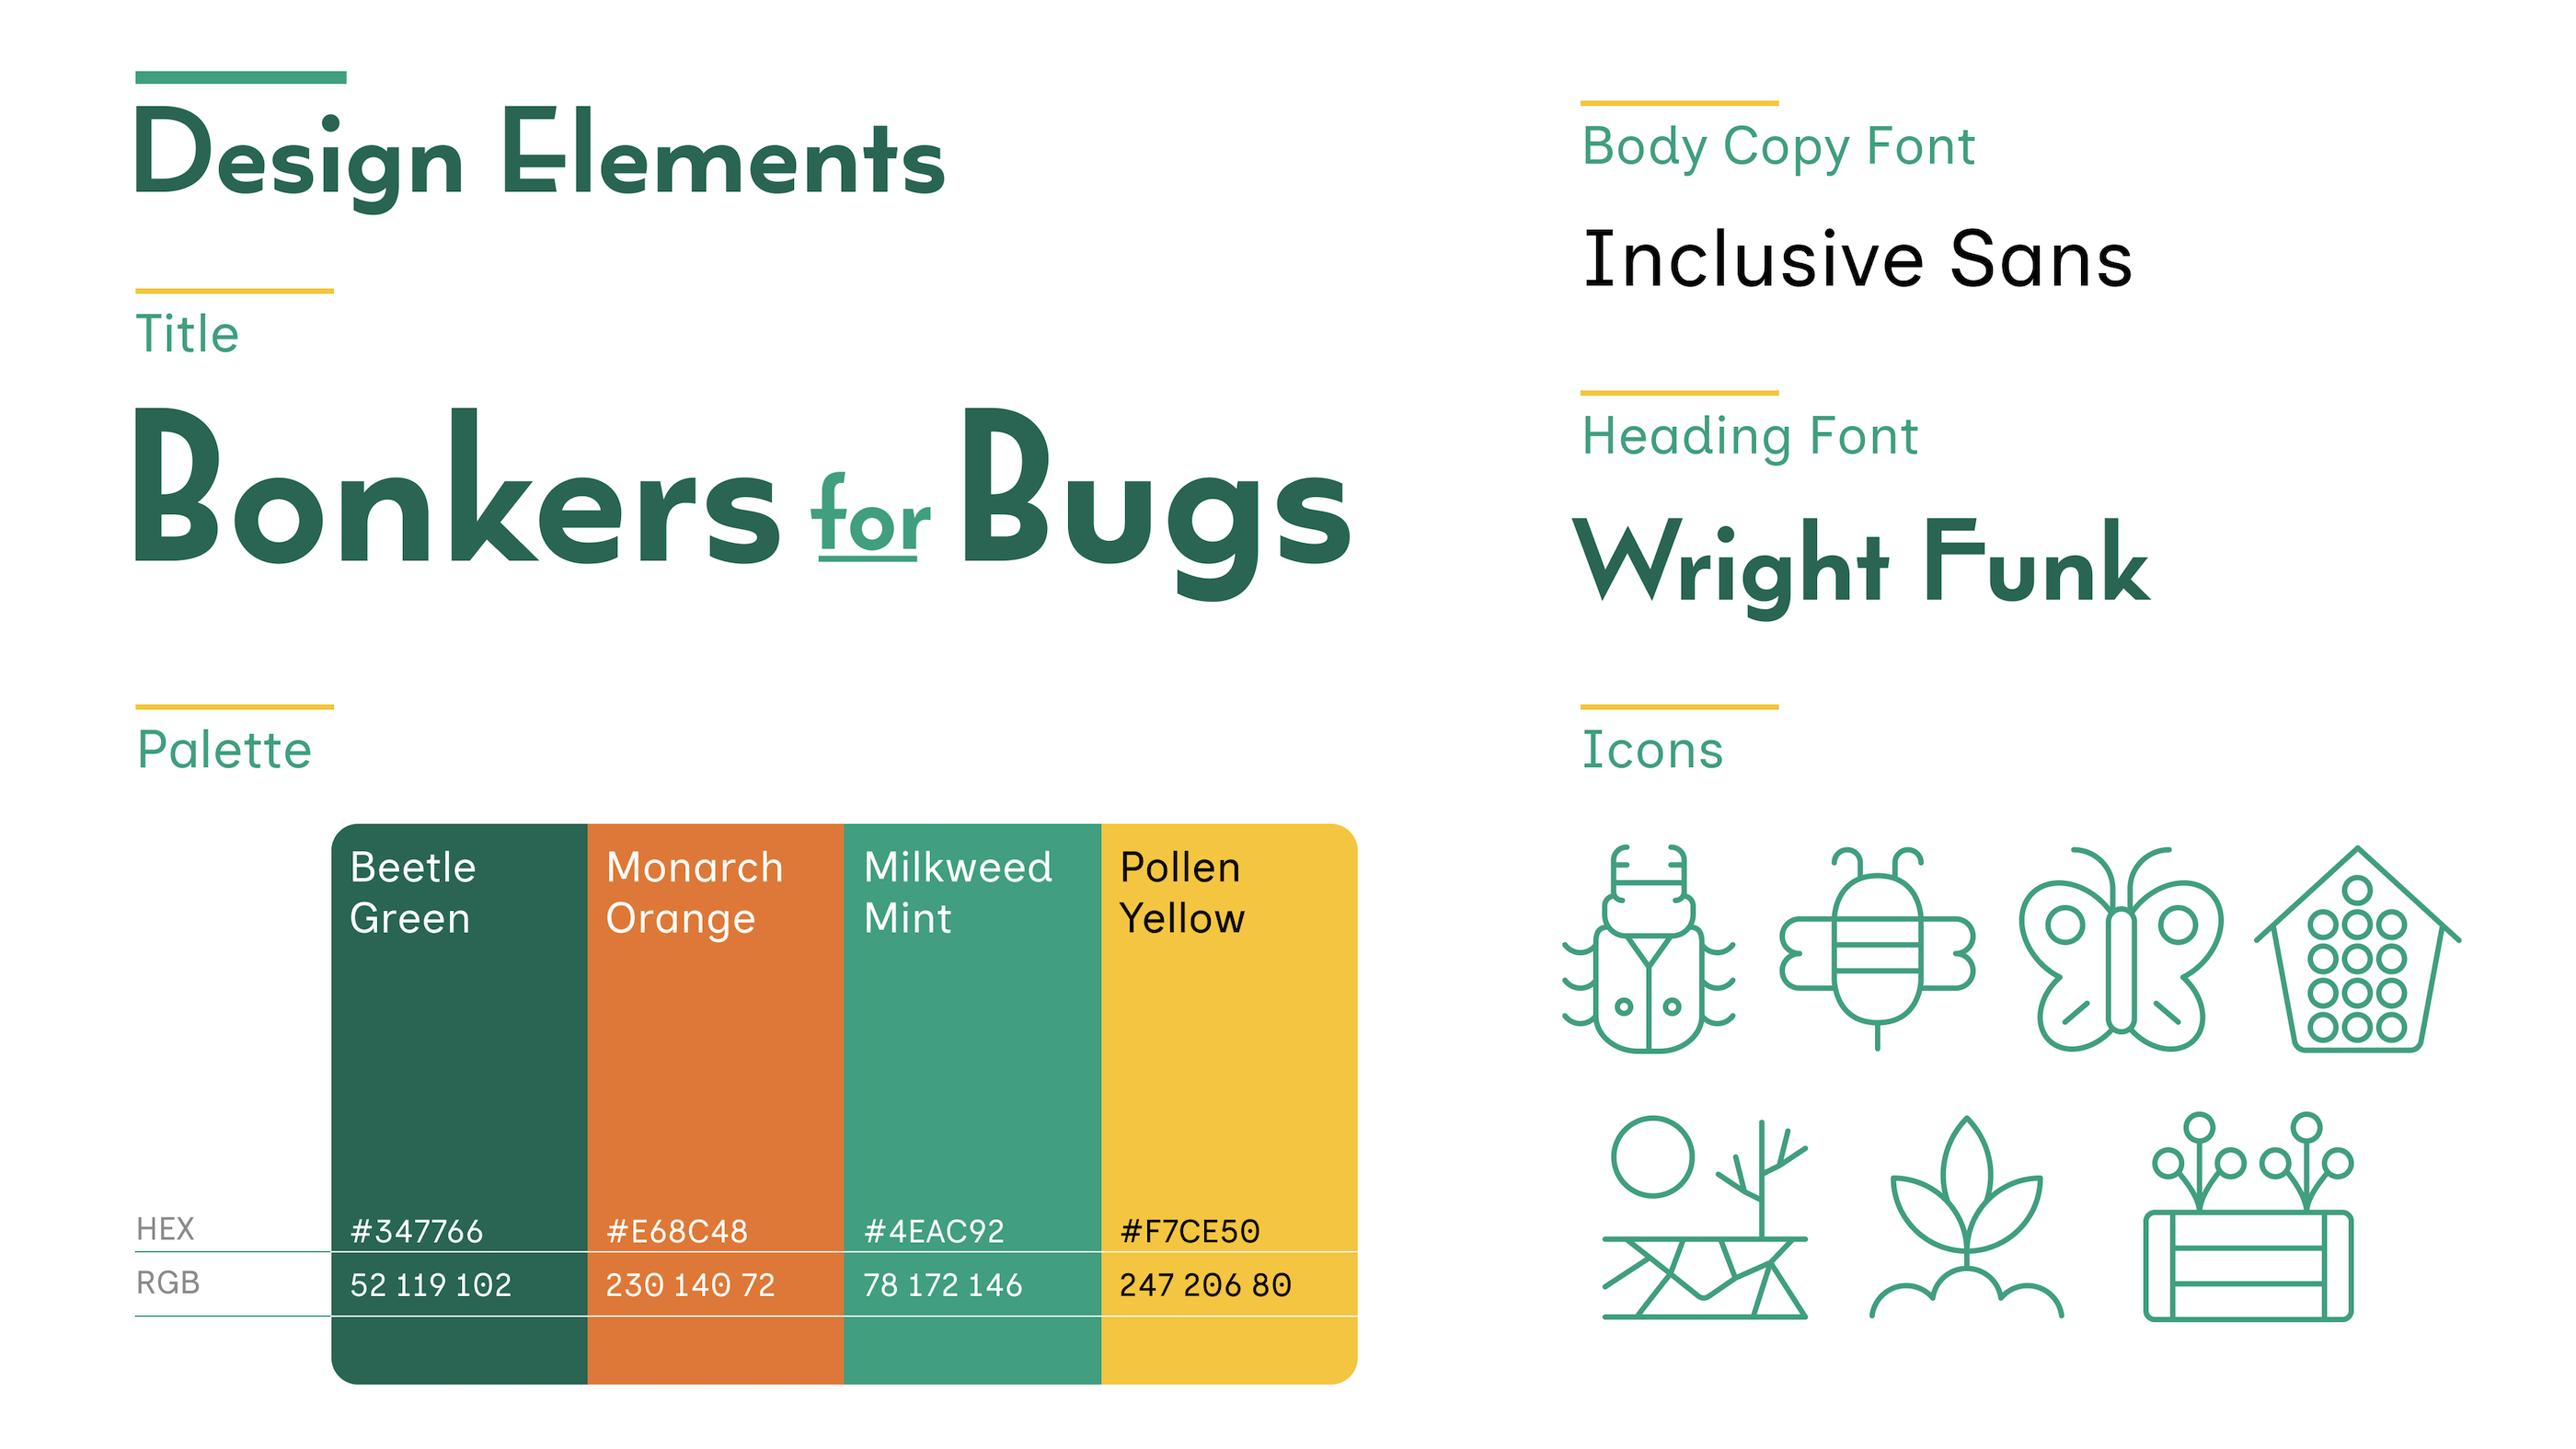 Design Elements
Title
Bonkers for Bugs
Palette
Beetle
Green
Monarch
Orange
Milkweed
Mint
Pollen
Yellow
HEX
#347766
#E68C48
#4EAC92
#F7CE50
RGB
52 119 102
230 140 72
78 172 146
247 206 80
Body Copy Font
Inclusive Sans
Heading Font
Wright Funk
Icons